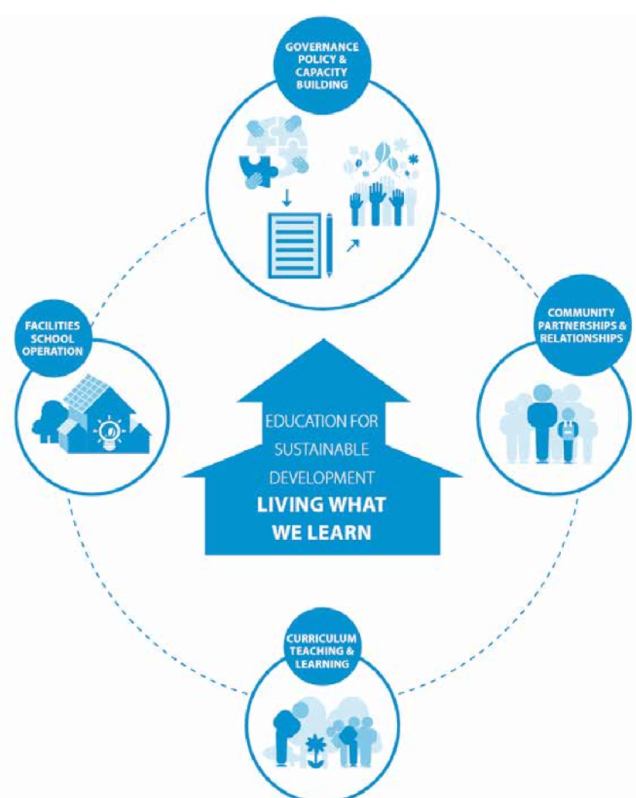 GOVERNANCE
POLICY &
CAPACITY
BUILDING
FACILITIES
SCHOOL
OPERATION
COMMUNITY
PARTNERSHIPS &
RELATIONSHIPS
EDUCATION FOR
SUSTAINABLE
DEVELOPMENT
LIVING WHAT
WE LEARN
CURRICULUM
TEACHING &
LEARNING